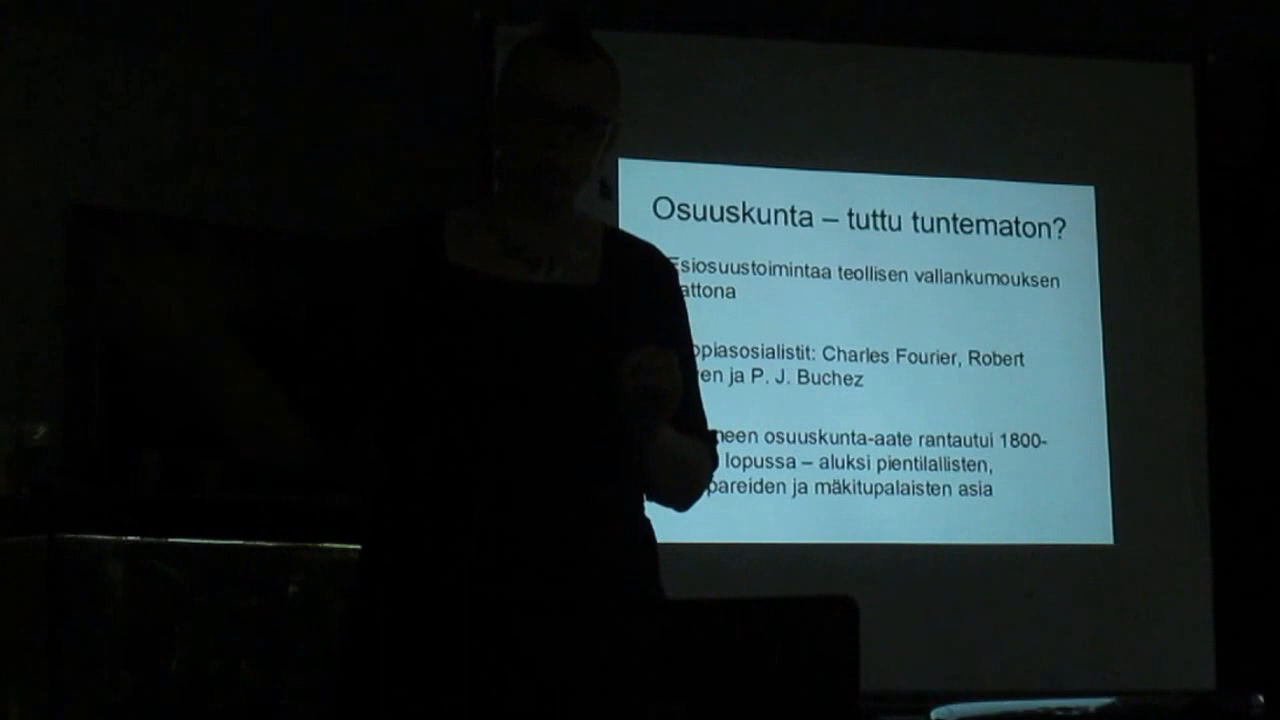 Osuuskunta – tuttu tuntematon?
Esiosuustoimintaa teollisen vallankumouksen
attona
opiasosialistit: Charles Fourier, Robert
en ja P. J. Buchez
neen osuuskunta-aate rantautui 1800-
lopussa – aluksi pientilallisten,
pareiden ja mäkitupalaisten asia